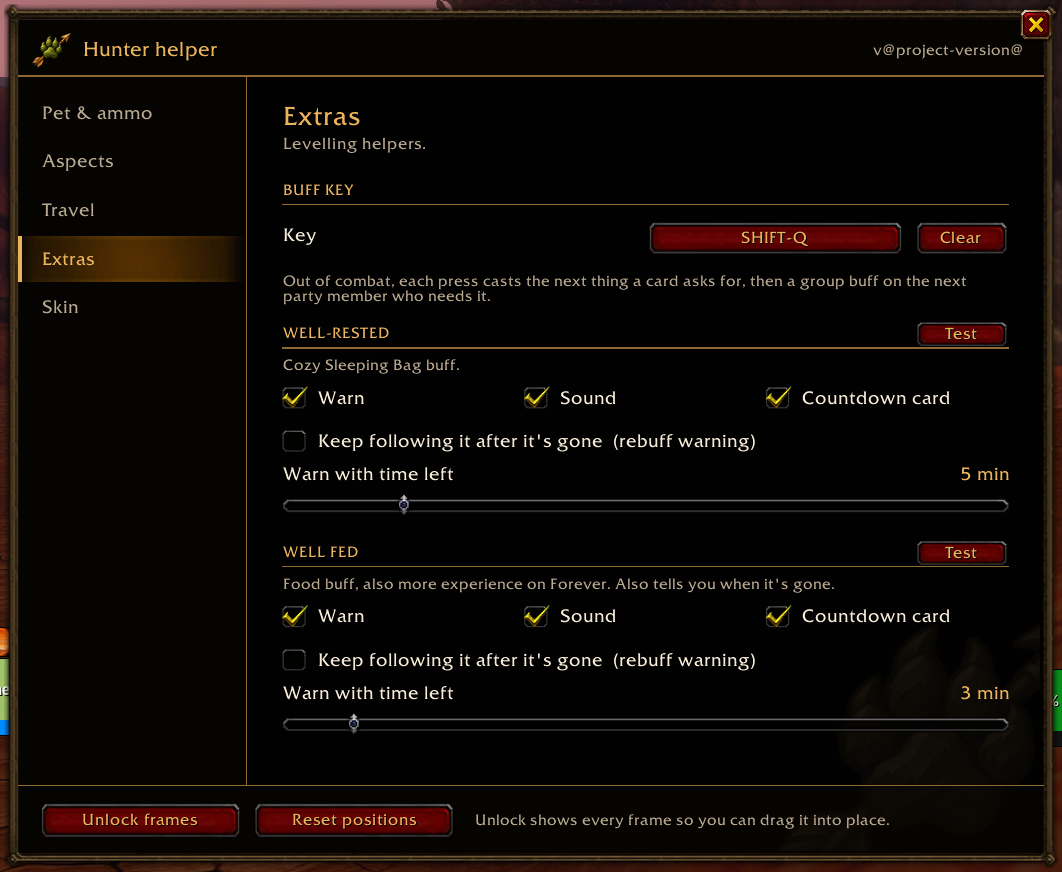 Hunter helper
v@project-version@
Pet & ammo
Aspects
Travel
Extras
Skin
Extras
Levelling helpers.
BUFF KEY
Key
SHIFT-Q
Clear
Out of combat, each press casts the next thing a card asks for, then a group buff on the next
party member who needs it.
WELL-RESTED
Test
Cozy Sleeping Bag buff.
Warn
Sound
Countdown card
Keep following it after it's gone (rebuff warning)
Warn with time left
5 min
WELL FED
Test
Food buff, also more experience on Forever. Also tells you when it's gone.
Warn
Sound
Countdown card
Keep following it after it's gone (rebuff warning)
Warn with time left
3 min
Unlock frames
Reset positions
Unlock shows every frame so you can drag it into place.